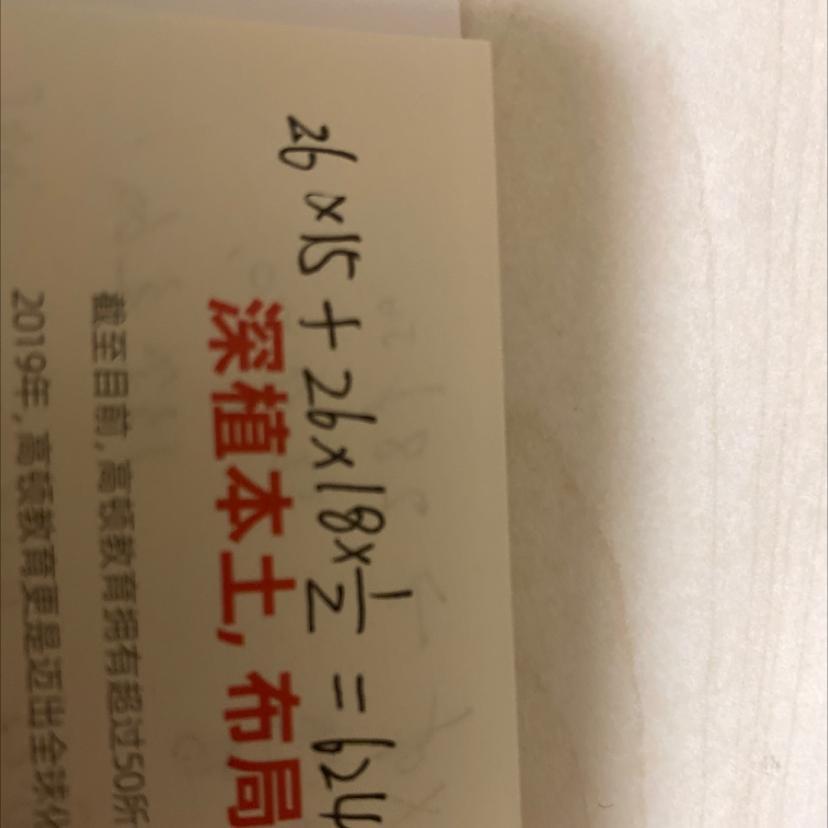 26×15+26×18×1/2=624
深植本土,布局
截至目前,高顿教育拥有超过50所
2019年,高顿教育更是迈出全球化